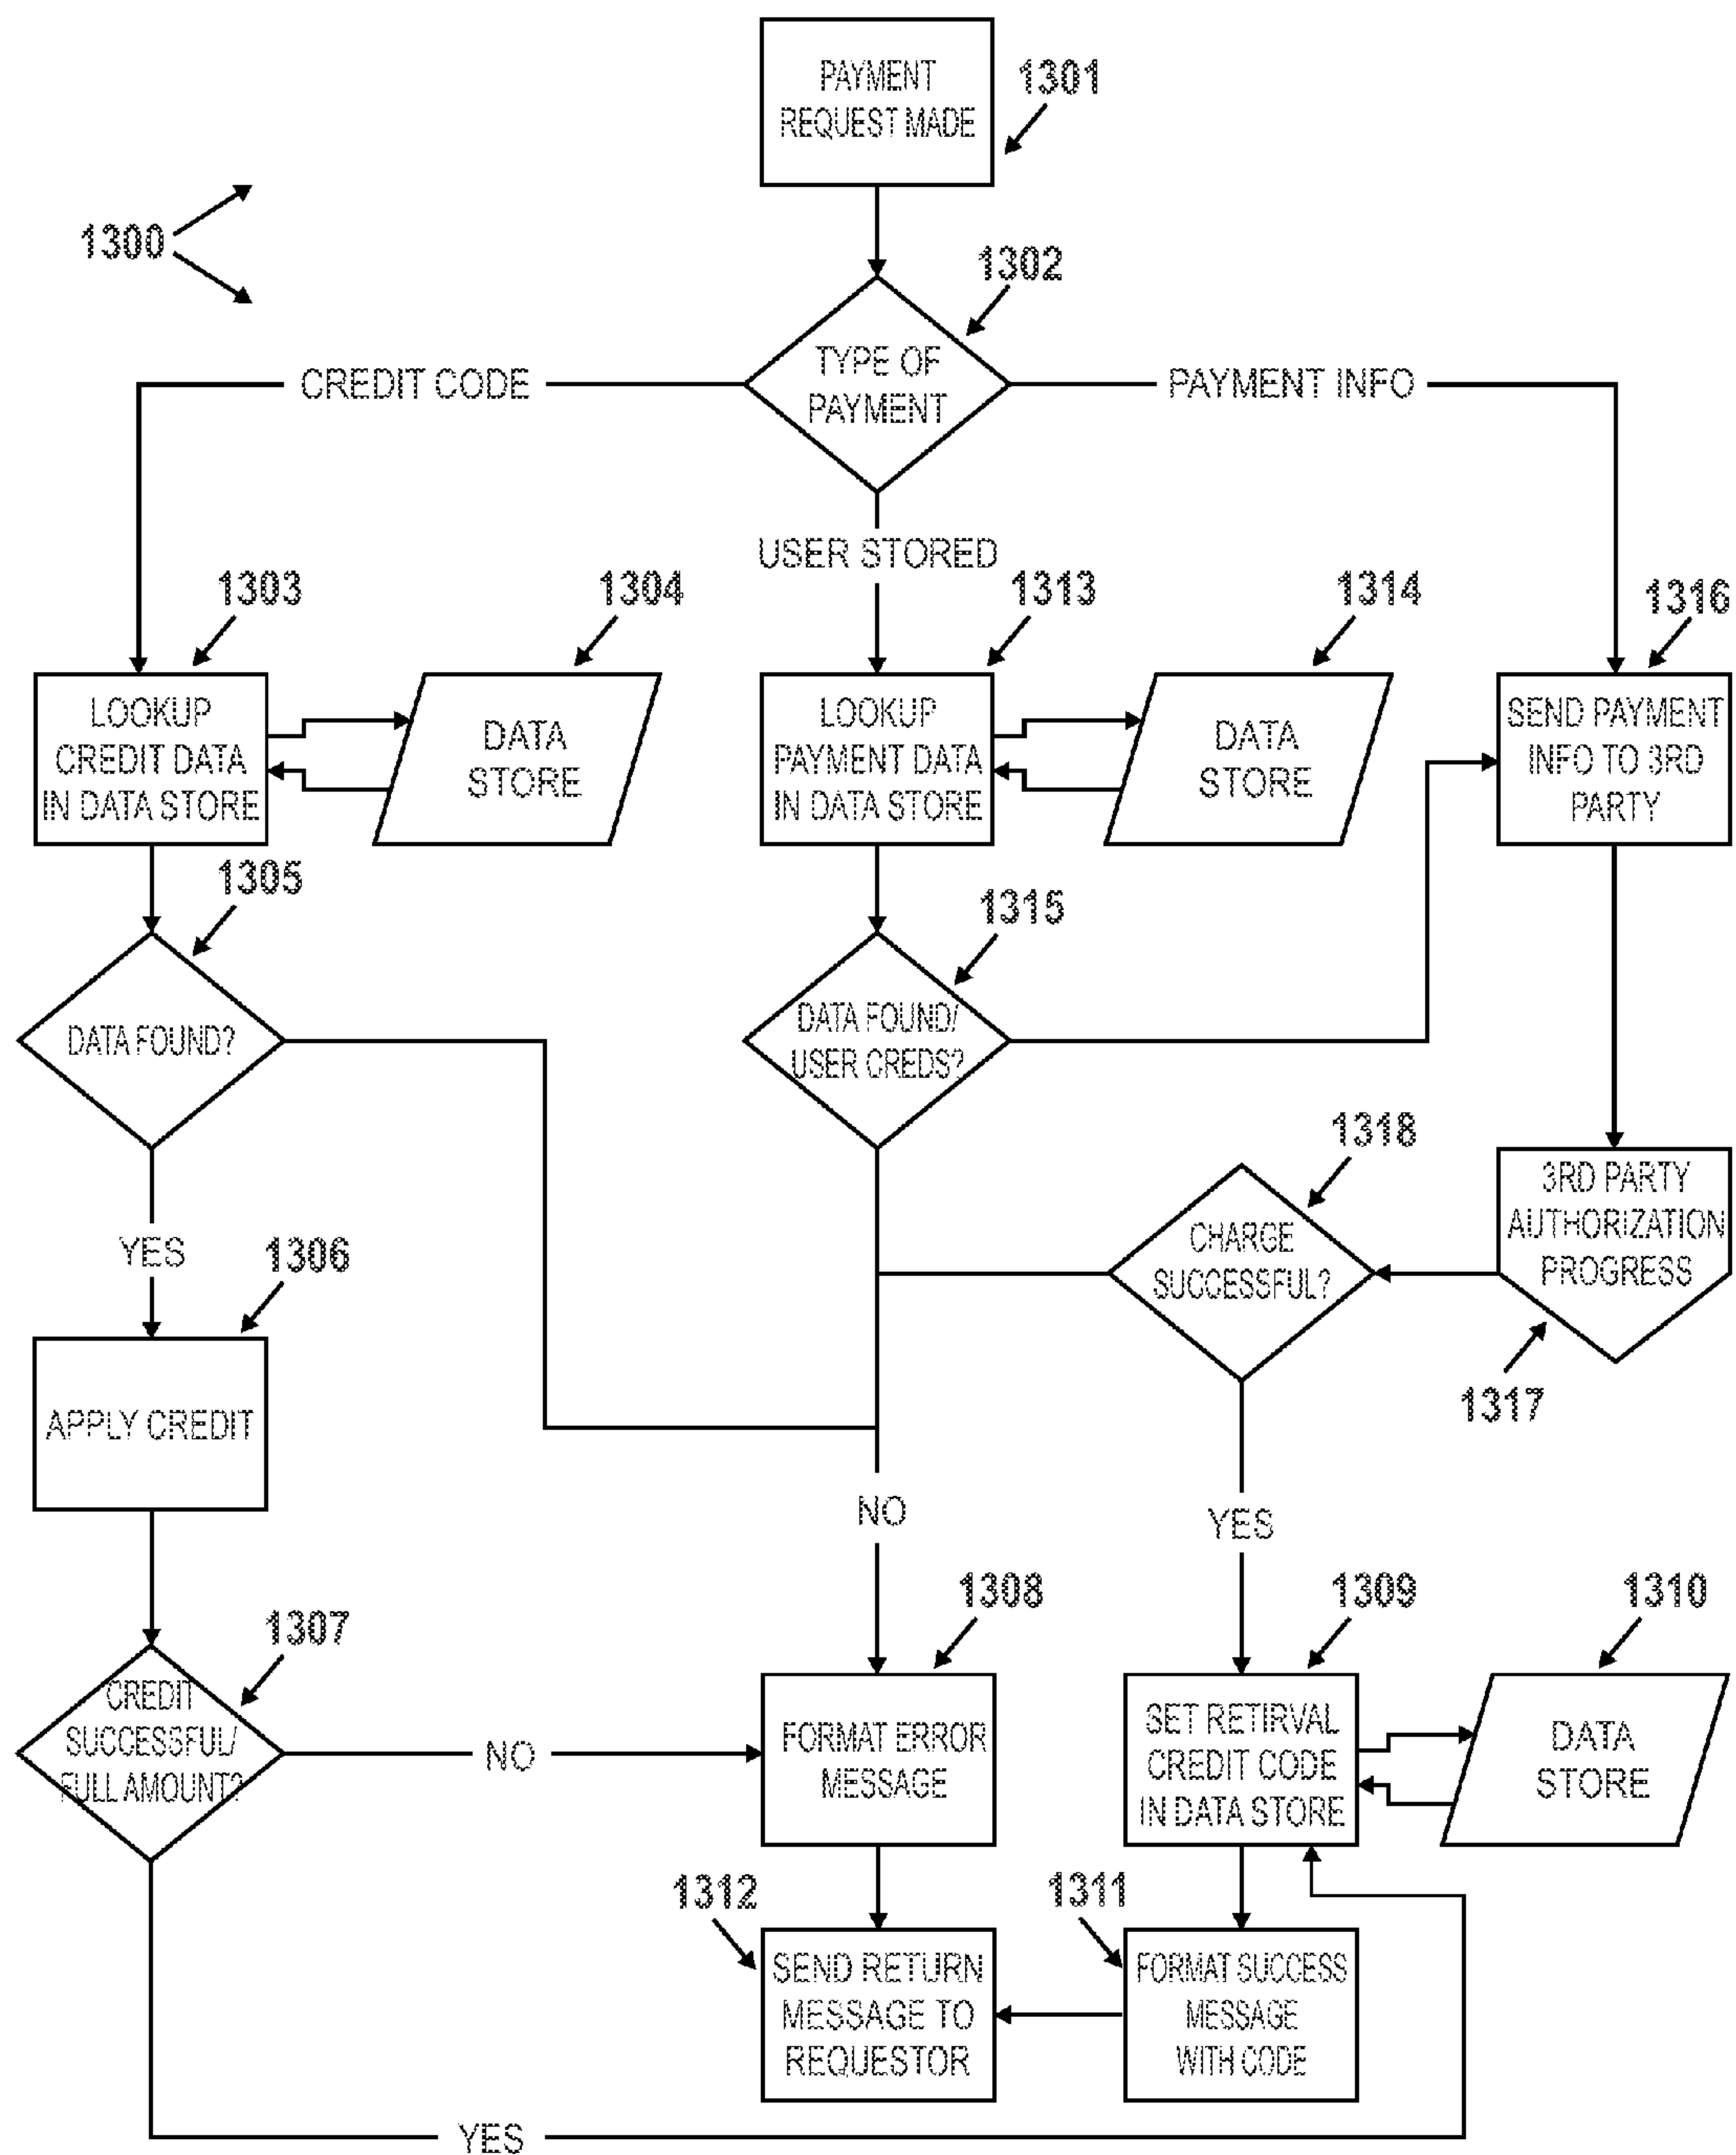 PAYMENT
REQUEST MADE
1301
1300
1302
TYPE OF
PAYMENT
CREDIT CODE
PAYMENT INFO
USER STORED
1303
1304
1313
1314
1316
LOOKUP
CREDIT DATA
IN DATA STORE
DATA
STORE
LOOKUP
PAYMENT DATA
IN DATA STORE
DATA
STORE
SEND PAYMENT
INFO TO 3RD
PARTY
1305
1315
DATA FOUND?
DATA FOUND/
USER CREDS?
1318
3RD PARTY
AUTHORIZATION
PROGRESS
CHARGE
SUCCESSFUL?
YES
1306
1317
APPLY CREDIT
NO
YES
1307
1308
1309
1310
CREDIT
SUCCESSFUL/
FULL AMOUNT?
NO
FORMAT ERROR
MESSAGE
SET RETIRVAL
CREDIT CODE
IN DATA STORE
DATA
STORE
1312
1311
SEND RETURN
MESSAGE TO
REQUESTOR
FORMAT SUCCESS
MESSAGE
WITH CODE
YES